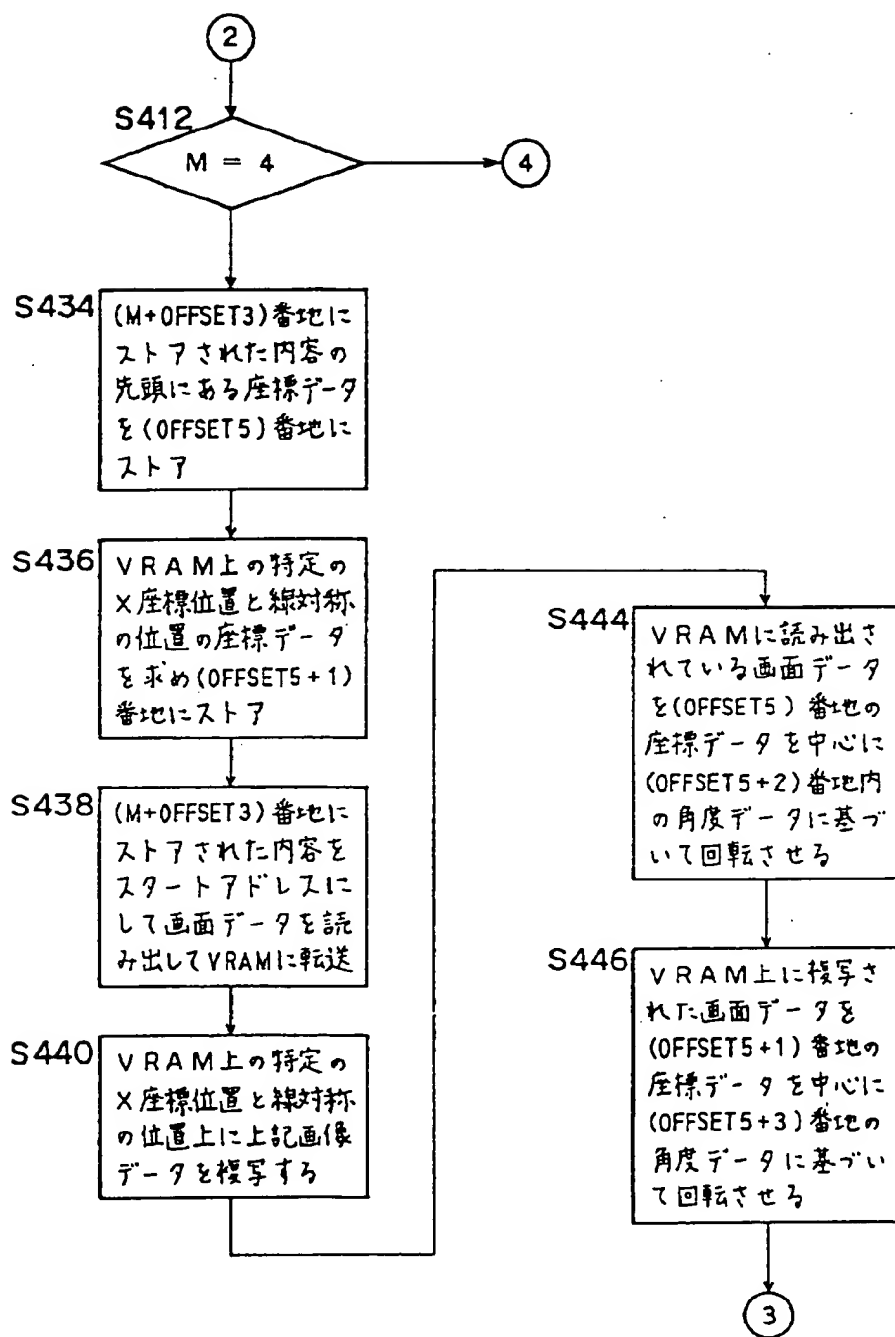 2
S412
M = 4
4
S434
(M+OFFSET3)番地に
ストアされた内容の
先頭にある座標データ
を(OFFSET5)番地に
ストア
S436
VRAM上の特定の
X座標位置と線対称
の位置の座標データ
を求め(OFFSET5+1)
番地にストア
S438
(M+OFFSET3)番地に
ストアされた内容を
スタートアドレスに
して画面データを読
み出してVRAMに転送
S440
VRAM上の特定の
X座標位置と線対称
の位置上に上記画像
データを複写する
S444
VRAMに読み出さ
れている画面データ
を(OFFSET5)番地の
座標データを中心に
(OFFSET5+2)番地内
の角度データに基づ
いて回転させる
S446
VRAM上に複写さ
れた画面データを
(OFFSET5+1)番地の
座標データを中心に
(OFFSET5+3)番地の
角度データに基づい
て回転させる
3